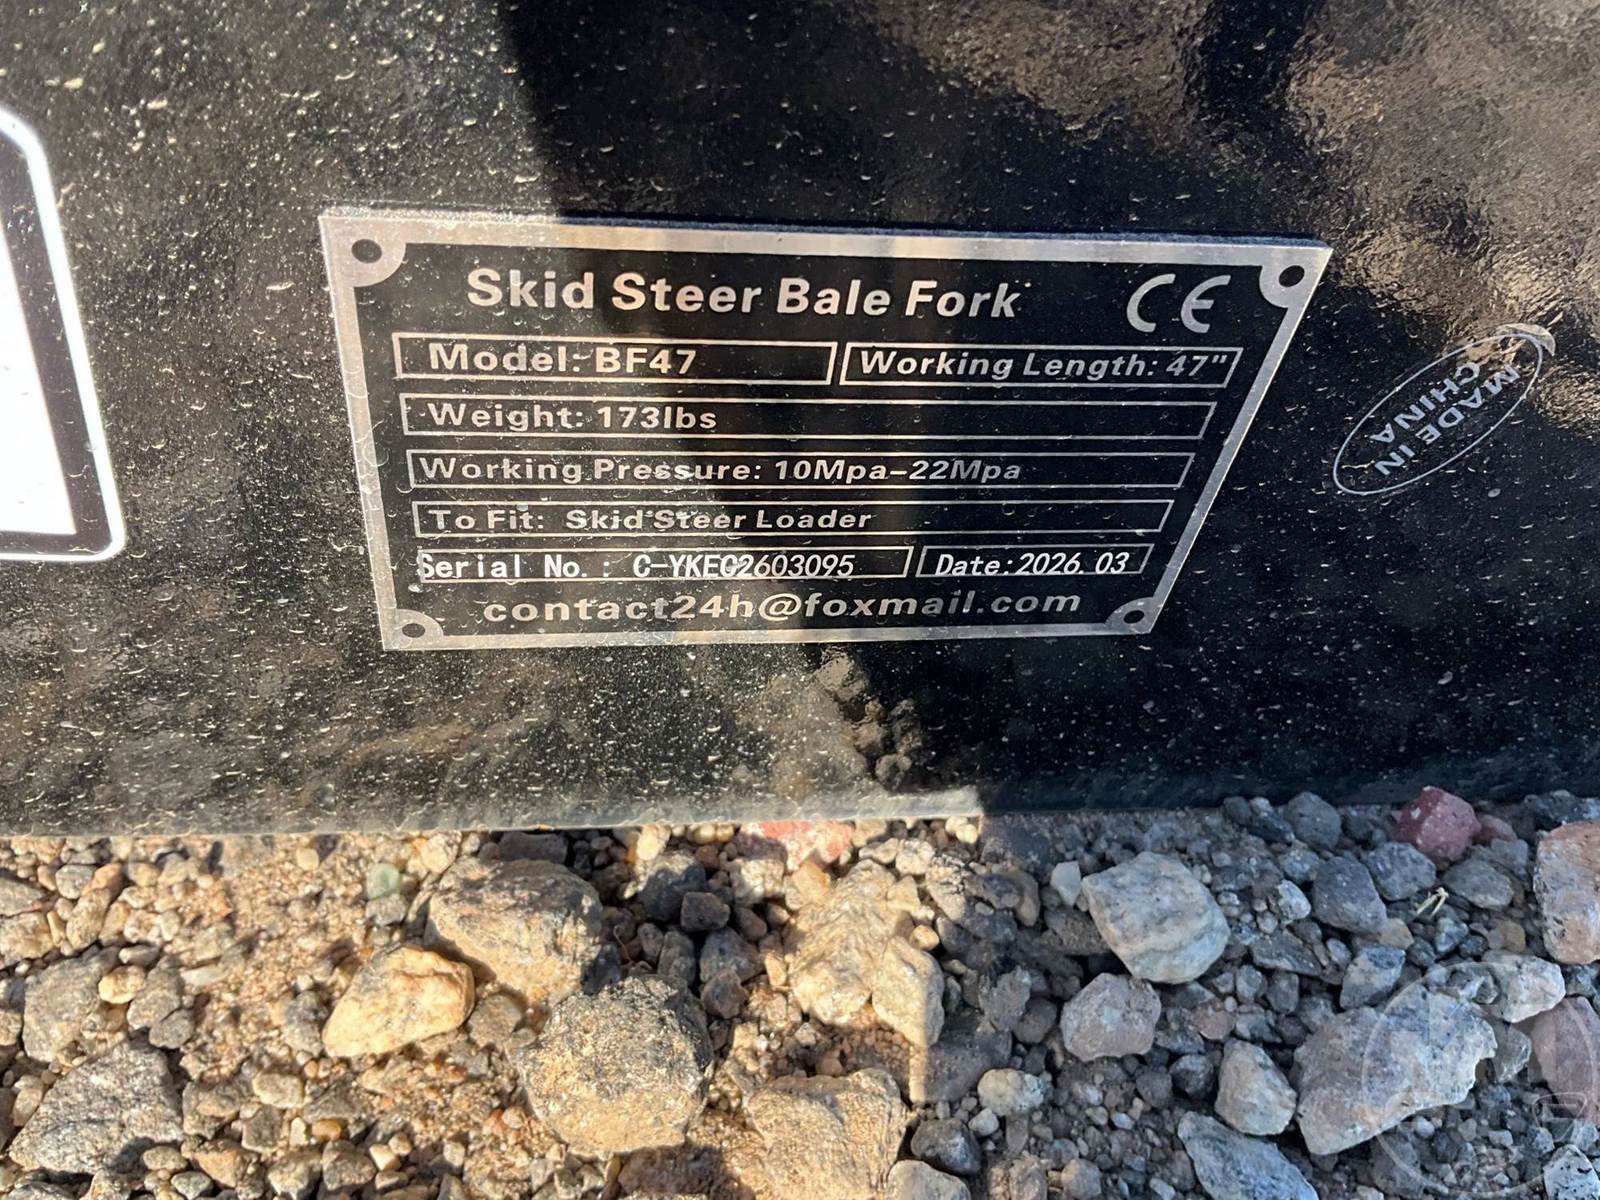 Skid Steer Bale Fork CE
Model: BF47 Working Length: 47"
Weight: 173lbs
Working Pressure: 10Mpa-22Mpa
To Fit: Skid Steer Loader
Serial No.: C-YKEG2603095 Date:2026.03
contact24h@foxmail.com
MADE IN
CHINA